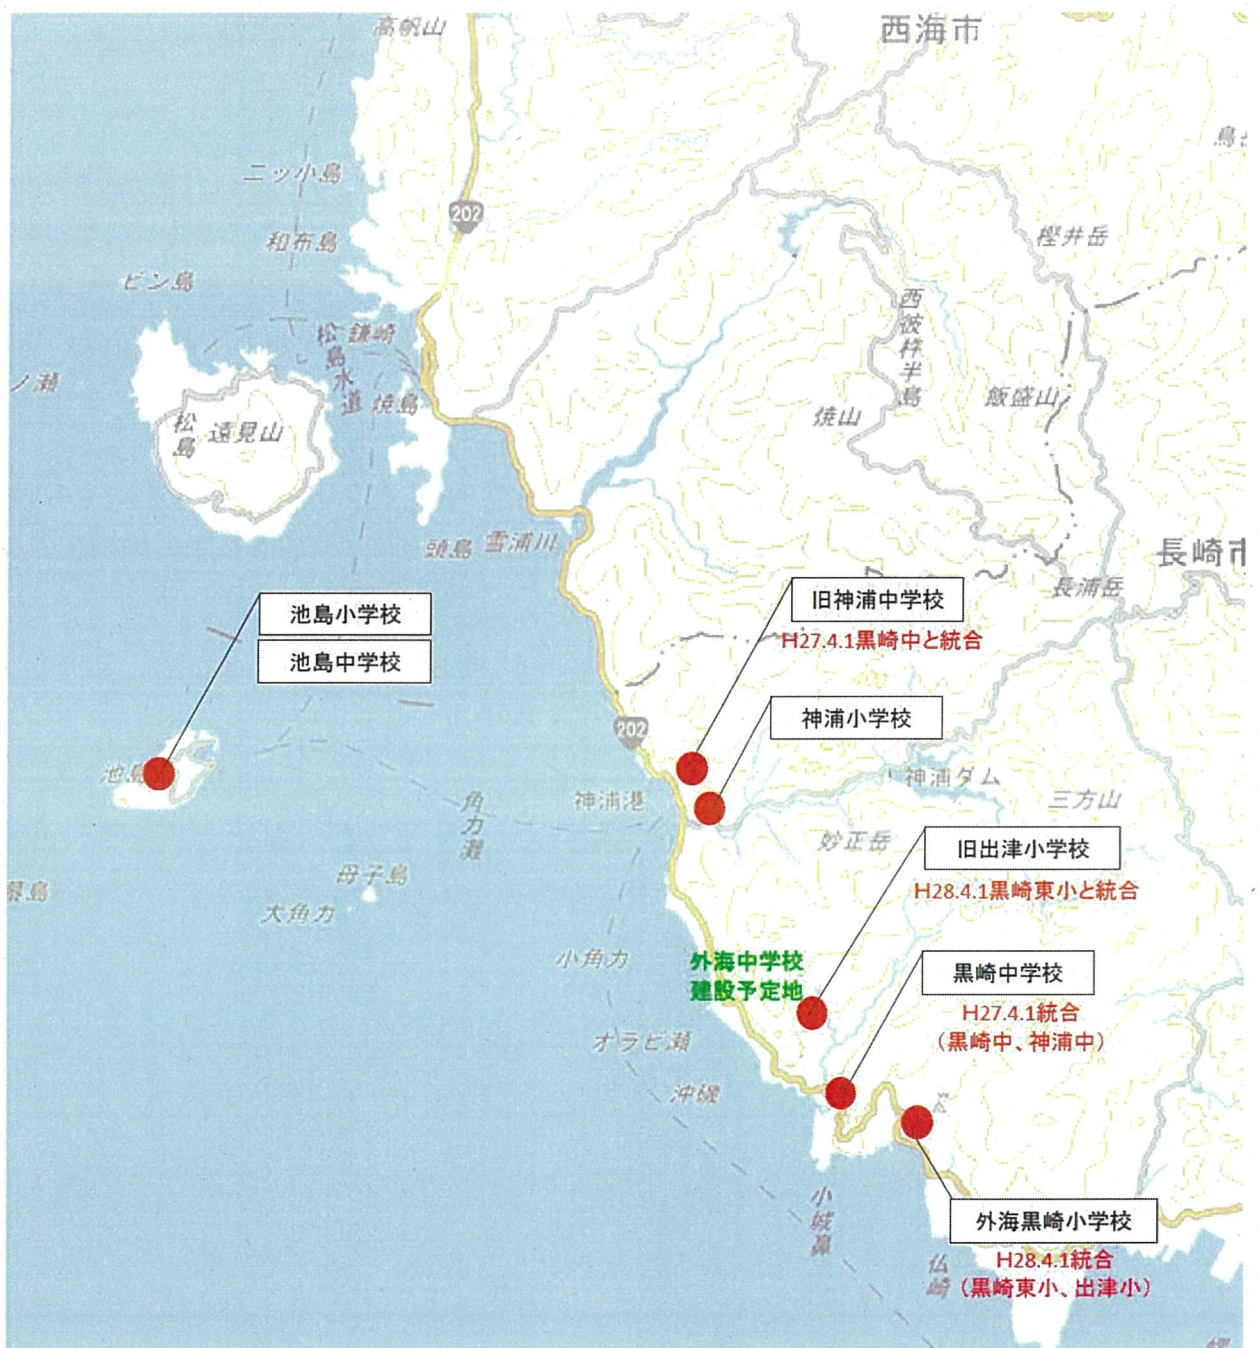 高帆山
西海市
二ッ小島
202
和布島
樫井岳
ビン島
西彼杵半島
松島水道
鎌崎
ノ瀬
焼島
飯盛山
焼山
松島
遠見山
頭島
雪浦川
長崎市
長浦岳
池島小学校
池島中学校
旧神浦中学校
H27.4.1黒崎中と統合
神浦小学校
202
池島
神浦港
神浦ダム
角力灘
三方山
妙正岳
旧出津小学校
母子島
H28.4.1黒崎東小と統合
大角力
小角力
外海中学校
建設予定地
黒崎中学校
H27.4.1統合
（黒崎中、神浦中）
オラビ瀬
沖磯
小城鼻
外海黒崎小学校
仏崎
H28.4.1統合
（黒崎東小、出津小）